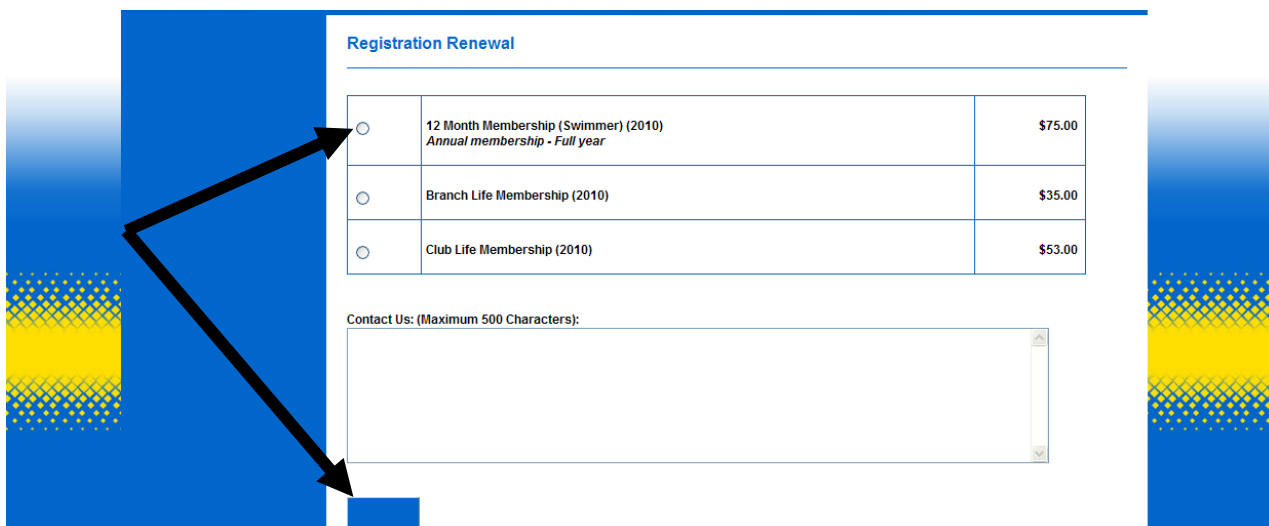 Registration Renewal
12 Month Membership (Swimmer) (2010) $75.00
Annual membership - Full year
Branch Life Membership (2010) $35.00
Club Life Membership (2010) $53.00
Contact Us: (Maximum 500 Characters):